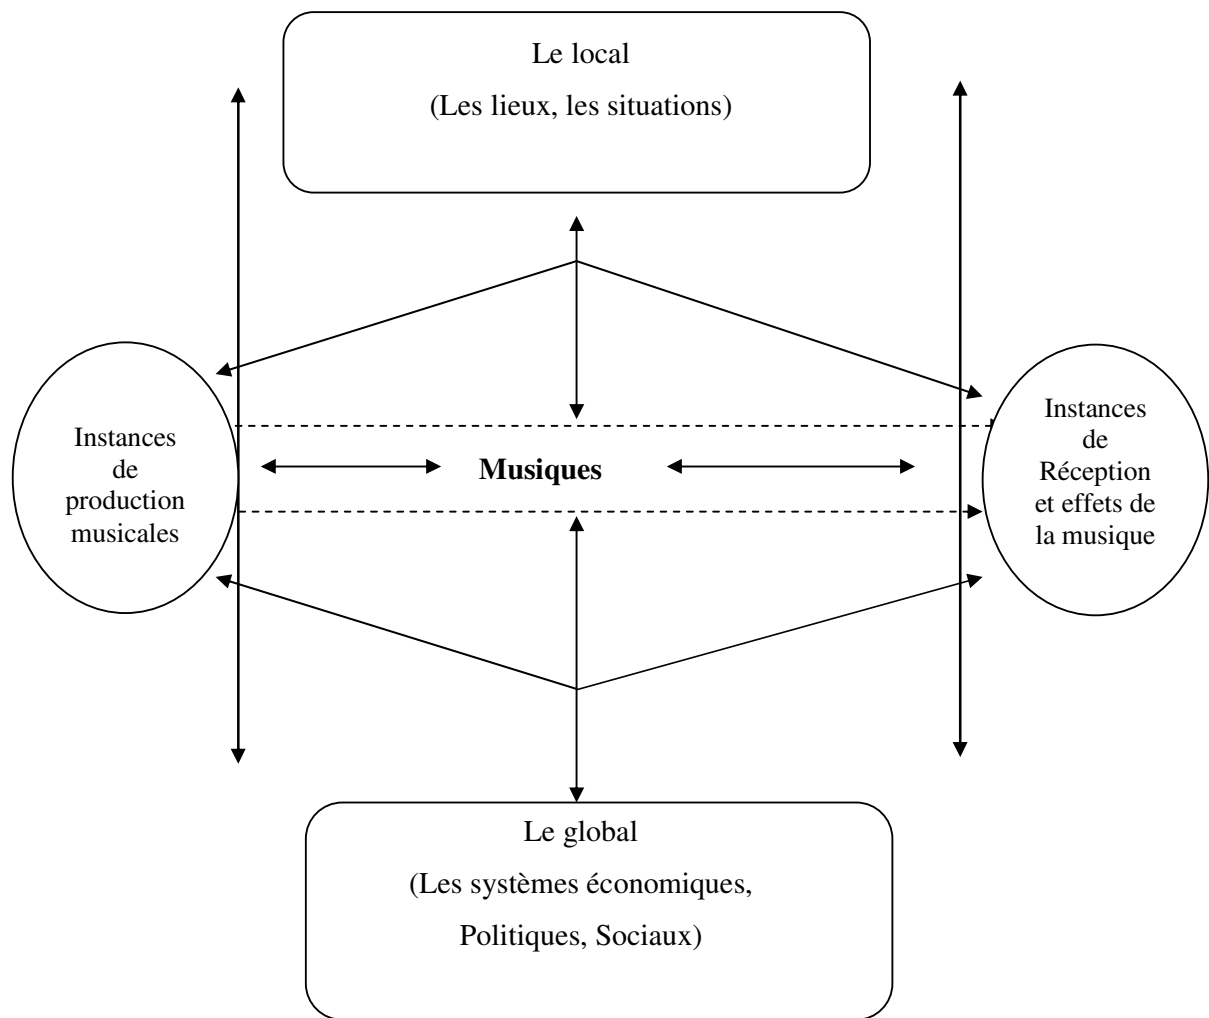 Le local
(Les lieux, les situations)
Instances
de
production
musicales
Musiques
Instances
de
Réception
et effets de
la musique
Le global
(Les systèmes économiques,
Politiques, Sociaux)